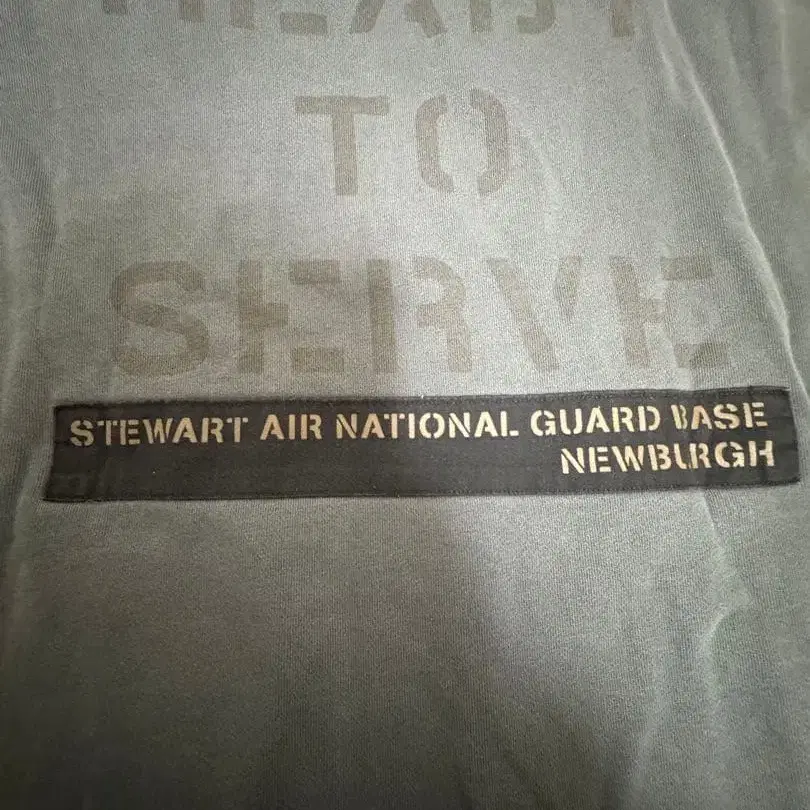 TO
SERVE
STEWART AIR NATIONAL GUARD BASE
NEWBURGH